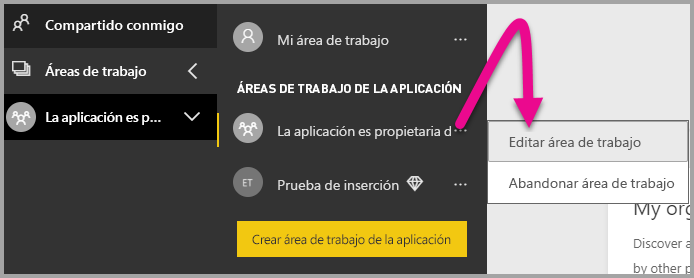 Compartido conmigo
Áreas de trabajo
La aplicación es p...
Mi área de trabajo ...
ÁREAS DE TRABAJO DE LA APLICACIÓN
La aplicación es propietaria d...
ET Prueba de inserción ...
Crear área de trabajo de la aplicación
Editar área de trabajo
Abandonar área de trabajo
My org
Discover a
by other p